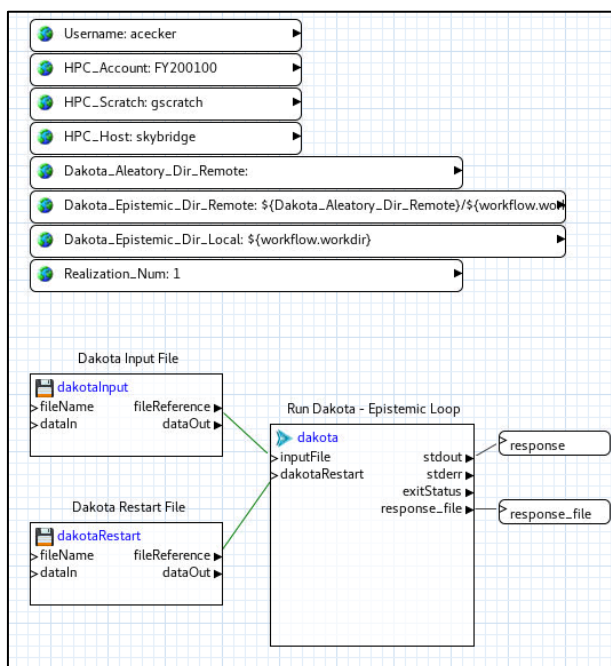 Username: acecker
HPC_Account: FY200100
HPC_Scratch: gscratch
HPC_Host: skybridge
Dakota_Aleatory_Dir_Remote:
Dakota_Epistemic_Dir_Remote: ${Dakota_Aleatory_Dir_Remote}/${workflow.wor
Dakota_Epistemic_Dir_Local: ${workflow.workdir}
Realization_Num: 1
Dakota Input File
dakotaInput
fileName fileReference
dataIn dataOut
Run Dakota - Epistemic Loop
dakota
inputFile stdout
dakotaRestart stderr
exitStatus
response_file
response
response_file
Dakota Restart File
dakotaRestart
fileName fileReference
dataIn dataOut